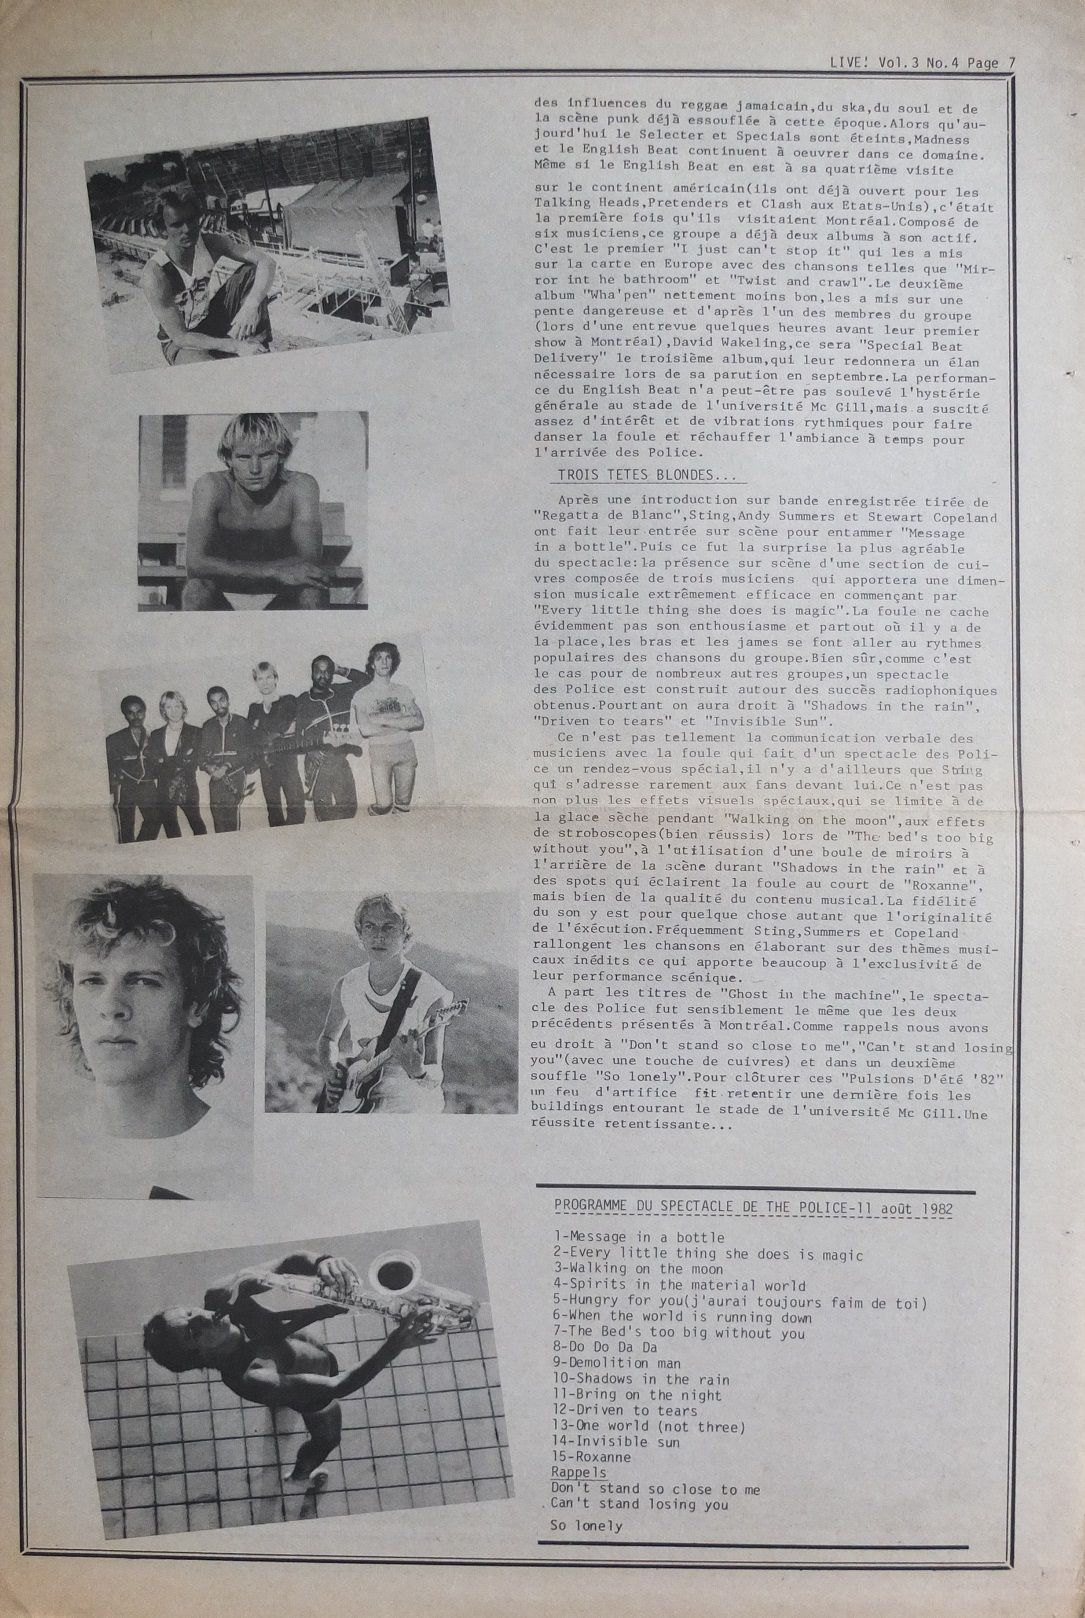 LIVE! Vol.3 No.4 Page 7
des influences du reggae jamaicain,du ska,du soul et de
la scène punk déjà essouflée à cette époque.Alors qu'au-
jourd'hui le Selecter et Specials sont éteints,Madness
et le English Beat continuent à oeuvrer dans ce domaine.
Même si le English Beat en est à sa quatrième visite
sur le continent américain(ils ont déjà ouvert pour les
Talking Heads,Pretenders et Clash aux Etats-Unis),c'était
la première fois qu'ils visitaient Montréal.Composé de
six musiciens,ce groupe a déjà deux albums à son actif.
C'est le premier "I just can't stop it" qui les a mis
sur la carte en Europe avec des chansons telles que "Mir-
ror int he bathroom" et "Twist and crawl".Le deuxième
album "Wha'pen" nettement moins bon,les a mis sur une
pente dangereuse et d'après l'un des membres du groupe
(lors d'une entrevue quelques heures avant leur premier
show à Montréal),David Wakeling,ce sera "Special Beat
Delivery" le troisième album,qui leur redonnera un élan
nécessaire lors de sa parution en septembre.La performan-
ce du English Beat n'a peut-être pas soulevé l'hystérie
générale au stade de l'université Mc Gill,mais a suscité
assez d'intérêt et de vibrations rythmiques pour faire
danser la foule et réchauffer l'ambiance à temps pour
l'arrivée des Police.
TROIS TETES BLONDES...
Après une introduction sur bande enregistrée tirée de
"Regatta de Blanc",Sting,Andy Summers et Stewart Copeland
ont fait leur entrée sur scène pour entammer "Message
in a bottle".Puis ce fut la surprise la plus agréable
du spectacle:la présence sur scène d'une section de cui-
vres composée de trois musiciens qui apportera une dimen-
sion musicale extrêmement efficace en commençant par
"Every little thing she does is magic".La foule ne cache
évidemment pas son enthousiasme et partout où il y a de
la place,les bras et les james se font aller au rythmes
populaires des chansons du groupe.Bien sûr,comme c'est
le cas pour de nombreux autres groupes,un spectacle
des Police est construit autour des succès radiophoniques
obtenus.Pourtant on aura droit à "Shadows in the rain",
"Driven to tears" et "Invisible Sun".
Ce n'est pas tellement la communication verbale des
musiciens avec la foule qui fait d'un spectacle des Poli-
ce un rendez-vous spécial,il n'y a d'ailleurs que Sting
qui s'adresse rarement aux fans devant lui.Ce n'est pas
non plus les effets visuels spéciaux,qui se limite à de
la glace sèche pendant "Walking on the moon",aux effets
de stroboscopes(bien réussis) lors de "The bed's too big
without you",à l'utilisation d'une boule de miroirs à
l'arrière de la scène durant "Shadows in the rain" et à
des spots qui éclairent la foule au court de "Roxanne",
mais bien de la qualité du contenu musical.La fidélité
du son y est pour quelque chose autant que l'originalité
de l'éxécution.Fréquemment Sting,Summers et Copeland
rallongent les chansons en élaborant sur des thèmes musi-
caux inédits ce qui apporte beaucoup à l'exclusivité de
leur performance scénique.
A part les titres de "Ghost in the machine",le specta-
cle des Police fut sensiblement le même que les deux
précédents présentés à Montréal.Comme rappels nous avons
eu droit à "Don't stand so close to me","Can't stand losing
you"(avec une touche de cuivres) et dans un deuxième
souffle "So lonely".Pour clôturer ces "Pulsions D'été '82"
un feu d'artifice fit retentir une dernière fois les
buildings entourant le stade de l'université Mc Gill.Une
réussite retentissante...
PROGRAMME DU SPECTACLE DE THE POLICE-11 août 1982
1-Message in a bottle
2-Every little thing she does is magic
3-Walking on the moon
4-Spirits in the material world
5-Hungry for you(j'aurai toujours faim de toi)
6-When the world is running down
7-The Bed's too big without you
8-Do Do Da Da
9-Demolition man
10-Shadows in the rain
11-Bring on the night
12-Driven to tears
13-One world (not three)
14-Invisible sun
15-Roxanne
Rappels
Don't stand so close to me
Can't stand losing you
So lonely